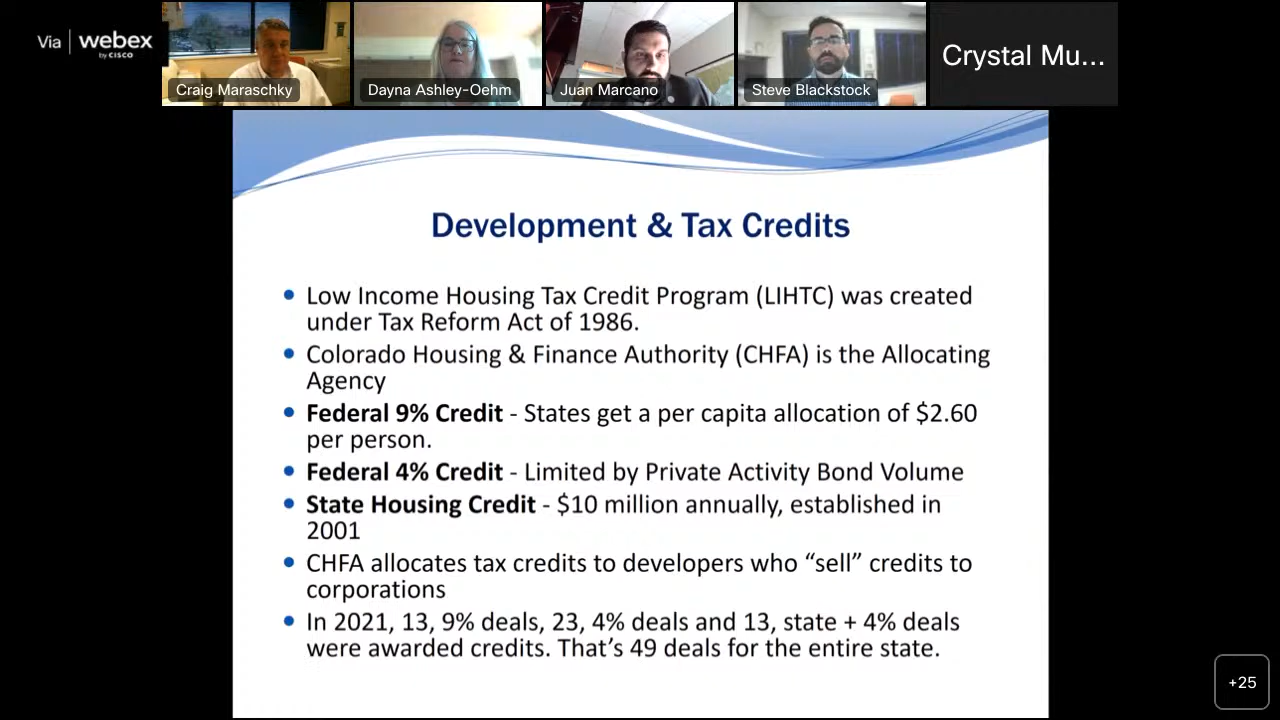 Via | webex
by CISCO
Craig Maraschky
Dayna Ashley-Oehm
Juan Marcano
Steve Blackstock
Crystal Mu...
Development & Tax Credits
• Low Income Housing Tax Credit Program (LIHTC) was created
under Tax Reform Act of 1986.
• Colorado Housing & Finance Authority (CHFA) is the Allocating
Agency
• Federal 9% Credit - States get a per capita allocation of $2.60
per person.
• Federal 4% Credit - Limited by Private Activity Bond Volume
• State Housing Credit - $10 million annually, established in
2001
• CHFA allocates tax credits to developers who “sell” credits to
corporations
• In 2021, 13, 9% deals, 23, 4% deals and 13, state + 4% deals
were awarded credits. That’s 49 deals for the entire state.
+25